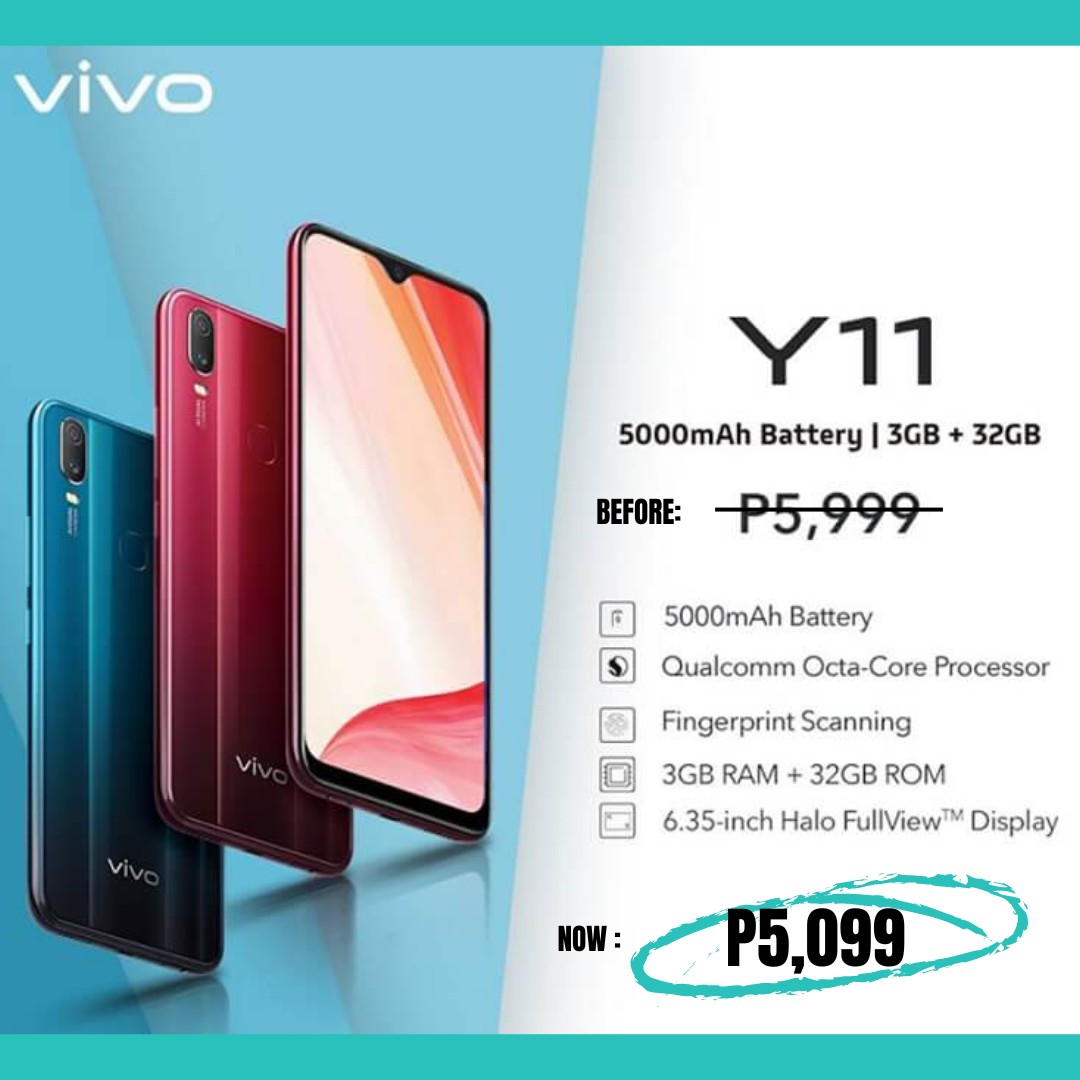 vivo
Y11
5000mAh Battery | 3GB + 32GB
BEFORE: P5,999
5000mAh Battery
Qualcomm Octa-Core Processor
Fingerprint Scanning
3GB RAM + 32GB ROM
6.35-inch Halo FullView™ Display
NOW : P5,099
vivo
vivo